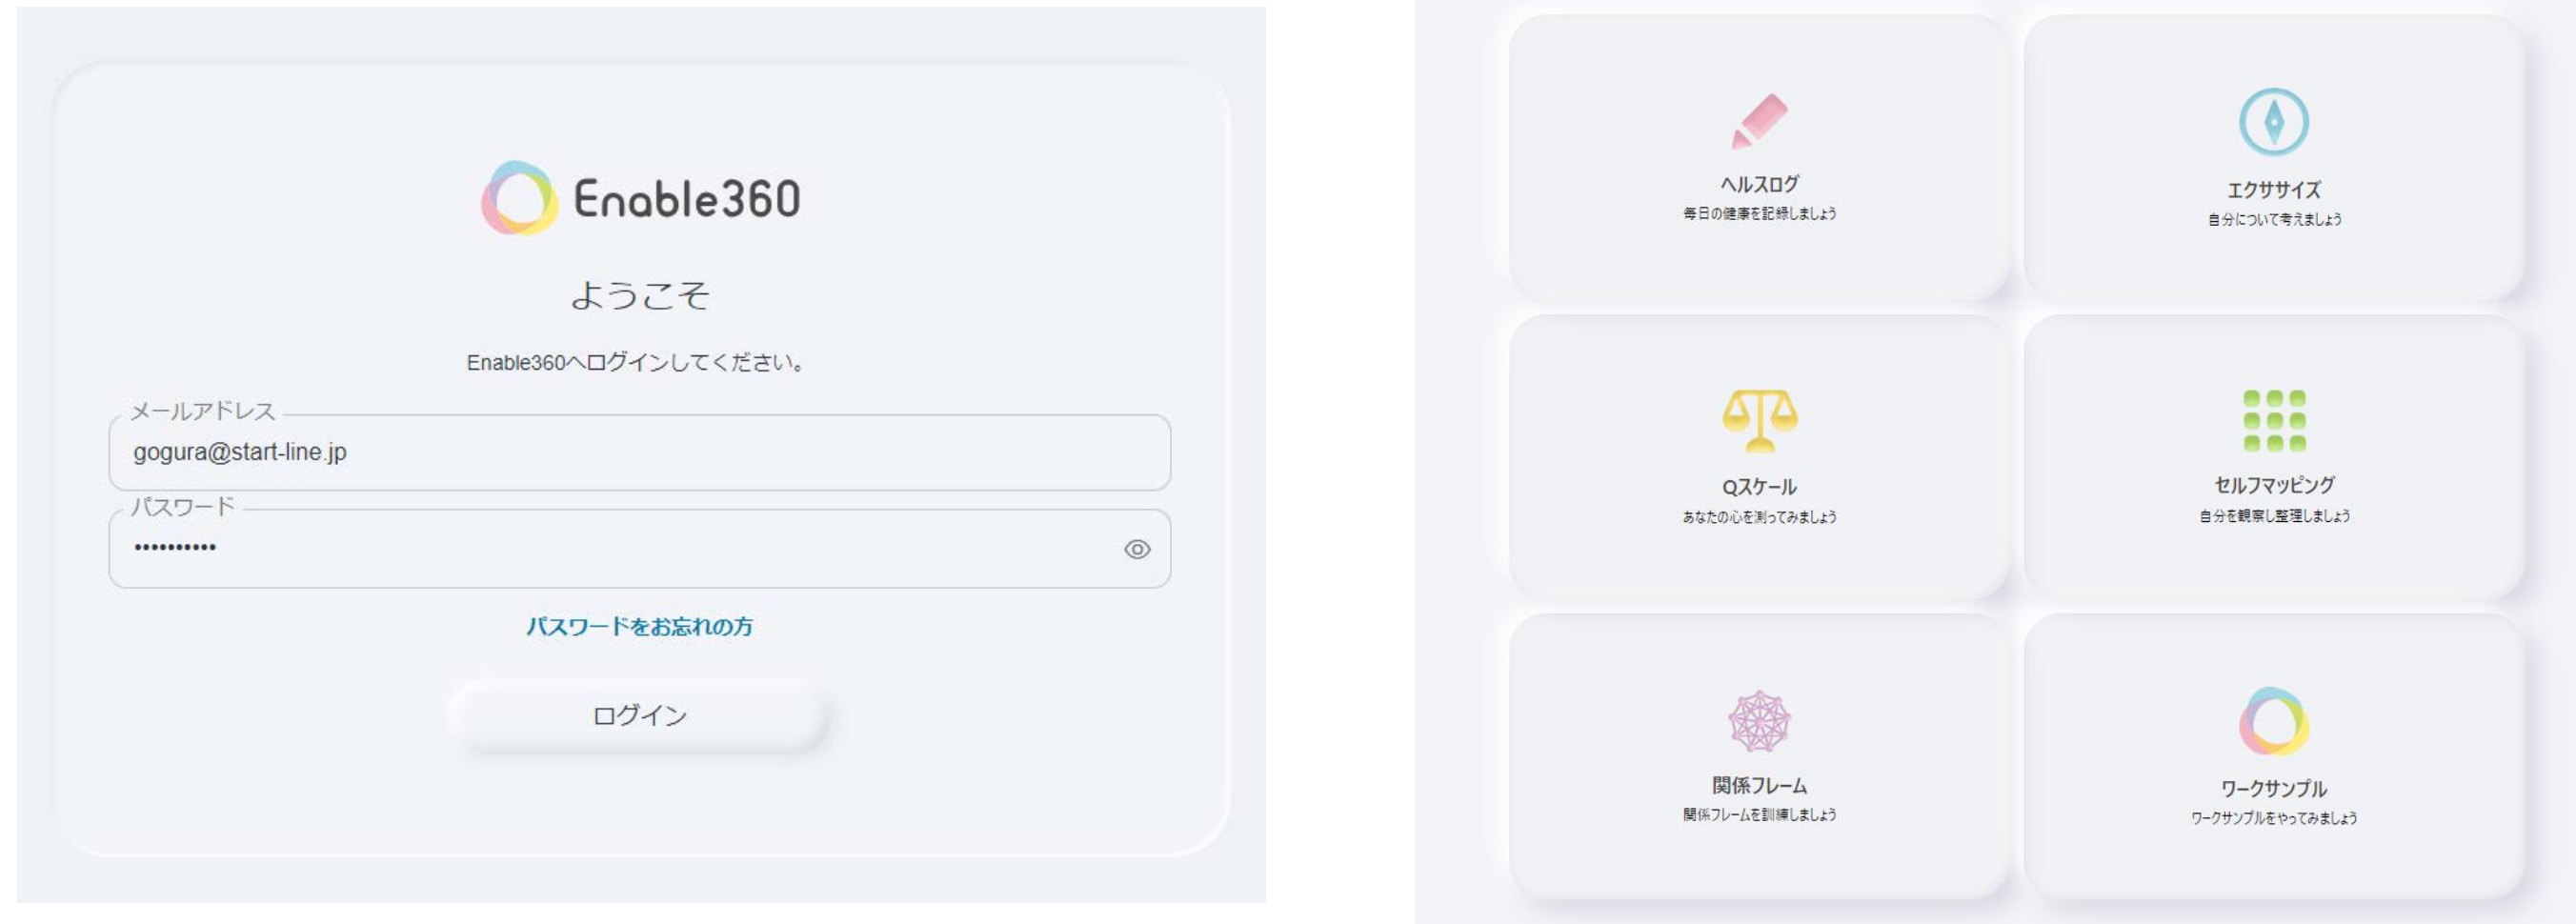 Enable360
ようこそ
Enable360へログインしてください。
メールアドレス
gogura@start-line.jp
パスワード
••••••••••
パスワードをお忘れの方
ログイン
ヘルスログ
毎日の健康を記録しましょう
エクササイズ
自分について考えましょう
Qスケール
あなたの心を測ってみましょう
セルフマッピング
自分を観察し整理しましょう
関係フレーム
関係フレームを訓練しましょう
ワークサンプル
ワークサンプルをやってみましょう